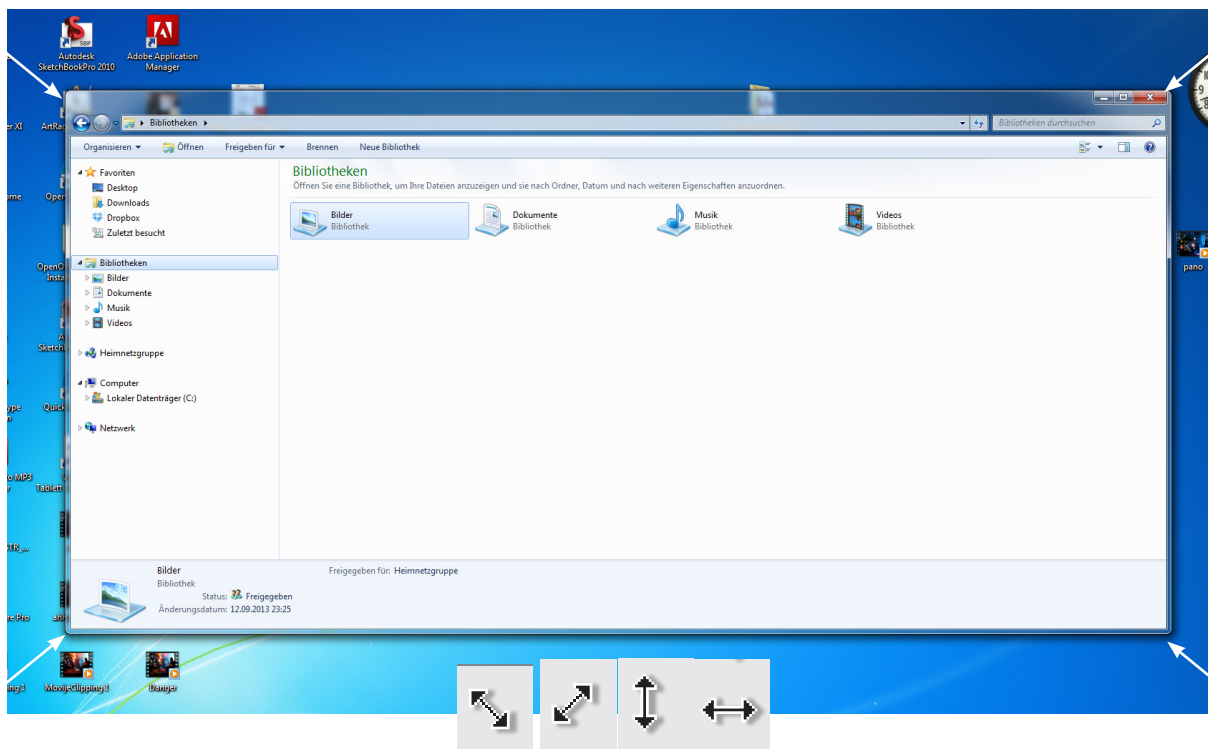 SBP
Autodesk
SketchBookPro 2010
Adobe Application
Manager
Bibliotheken
Bibliotheken durchsuchen
Organisieren
Öffnen
Freigeben für
Brennen
Neue Bibliothek
Favoriten
Desktop
Downloads
Dropbox
Zuletzt besucht
Bibliotheken
Bilder
Dokumente
Musik
Videos
Heimnetzgruppe
Computer
Lokaler Datenträger (C:)
Netzwerk
Bibliotheken
Öffnen Sie eine Bibliothek, um Ihre Dateien anzuzeigen und sie nach Ordner, Datum und nach weiteren Eigenschaften anzuordnen.
Bilder
Bibliothek
Dokumente
Bibliothek
Musik
Bibliothek
Videos
Bibliothek
pano
Bilder
Bibliothek
Status: Freigegeben
Änderungsdatum: 12.09.2013 23:25
Freigegeben für: Heimnetzgruppe
Danger